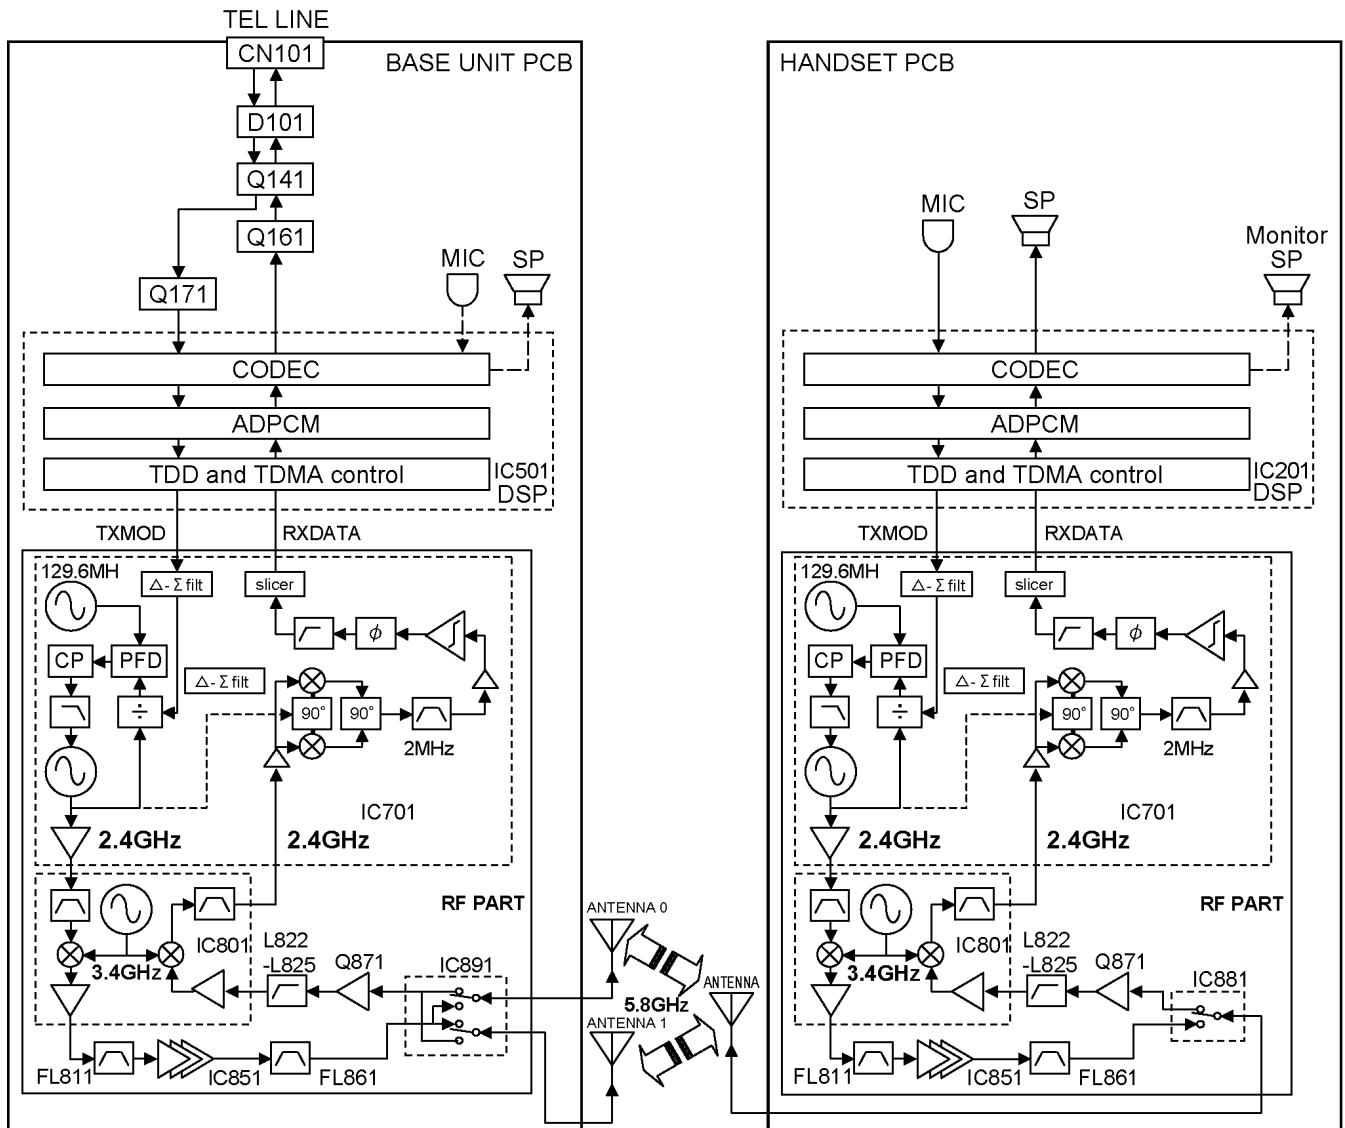 TEL LINE
CN101
BASE UNIT PCB
D101
Q141
Q161
Q171
MIC
SP
CODEC
ADPCM
TDD and TDMA control
IC501
DSP
TXMOD
RXDATA
129.6MH
△-Σ filt
slicer
CP
PFD
ϕ
÷
△-Σ filt
90°
90°
2MHz
IC701
2.4GHz
2.4GHz
RF PART
IC801
3.4GHz
L822
-L825
Q871
IC891
FL811
IC851
FL861
ANTENNA 0
5.8GHz
ANTENNA 1
ANTENNA
HANDSET PCB
MIC
SP
Monitor
SP
CODEC
ADPCM
TDD and TDMA control
IC201
DSP
TXMOD
RXDATA
129.6MH
△-Σ filt
slicer
CP
PFD
ϕ
÷
△-Σ filt
90°
90°
2MHz
IC701
2.4GHz
2.4GHz
RF PART
IC801
3.4GHz
L822
-L825
Q871
IC881
FL811
IC851
FL861